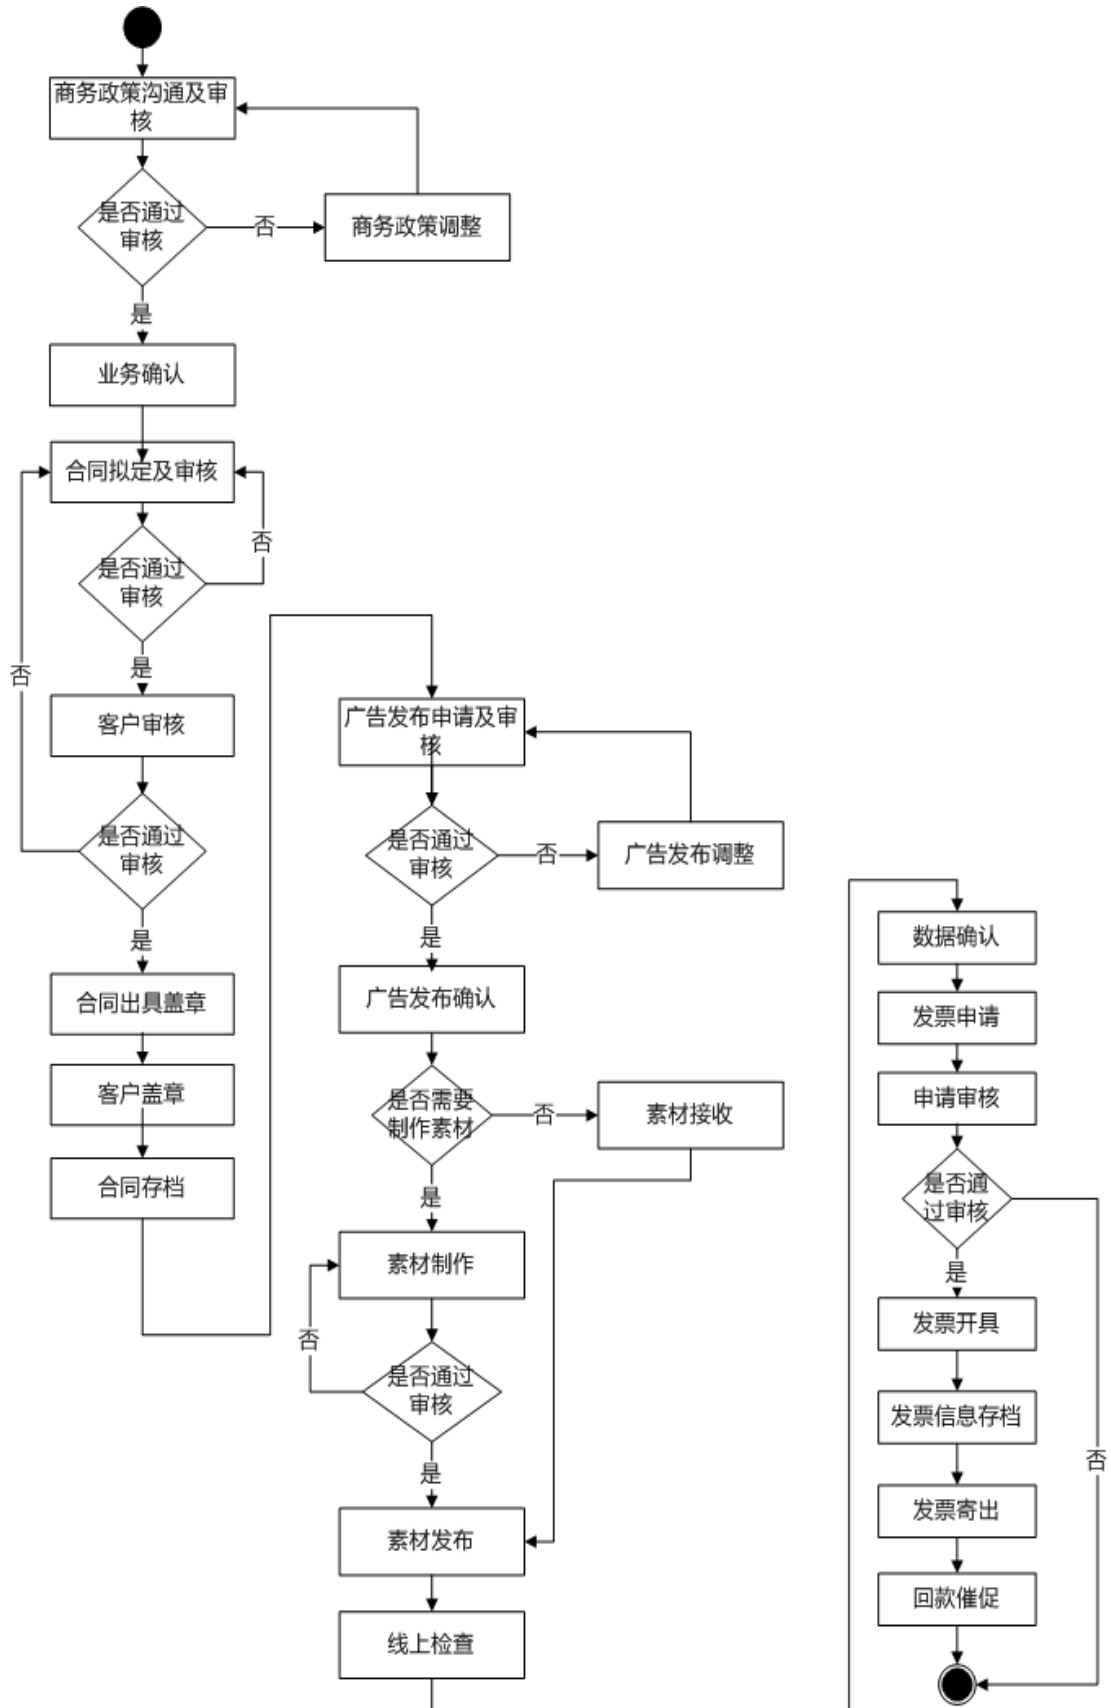 商务政策沟通及审
核
是否通过
审核
否
商务政策调整
是
业务确认
合同拟定及审核
否
是否通过
审核
是
否
客户审核
是否通过
审核
是
合同出具盖章
客户盖章
合同存档
广告发布申请及审
核
是否通过
审核
否
广告发布调整
是
广告发布确认
是否需要
制作素材
否
素材接收
是
素材制作
否
是否通过
审核
是
素材发布
线上检查
数据确认
发票申请
申请审核
是否通
过审核
是
发票开具
发票信息存档
否
发票寄出
回款催促